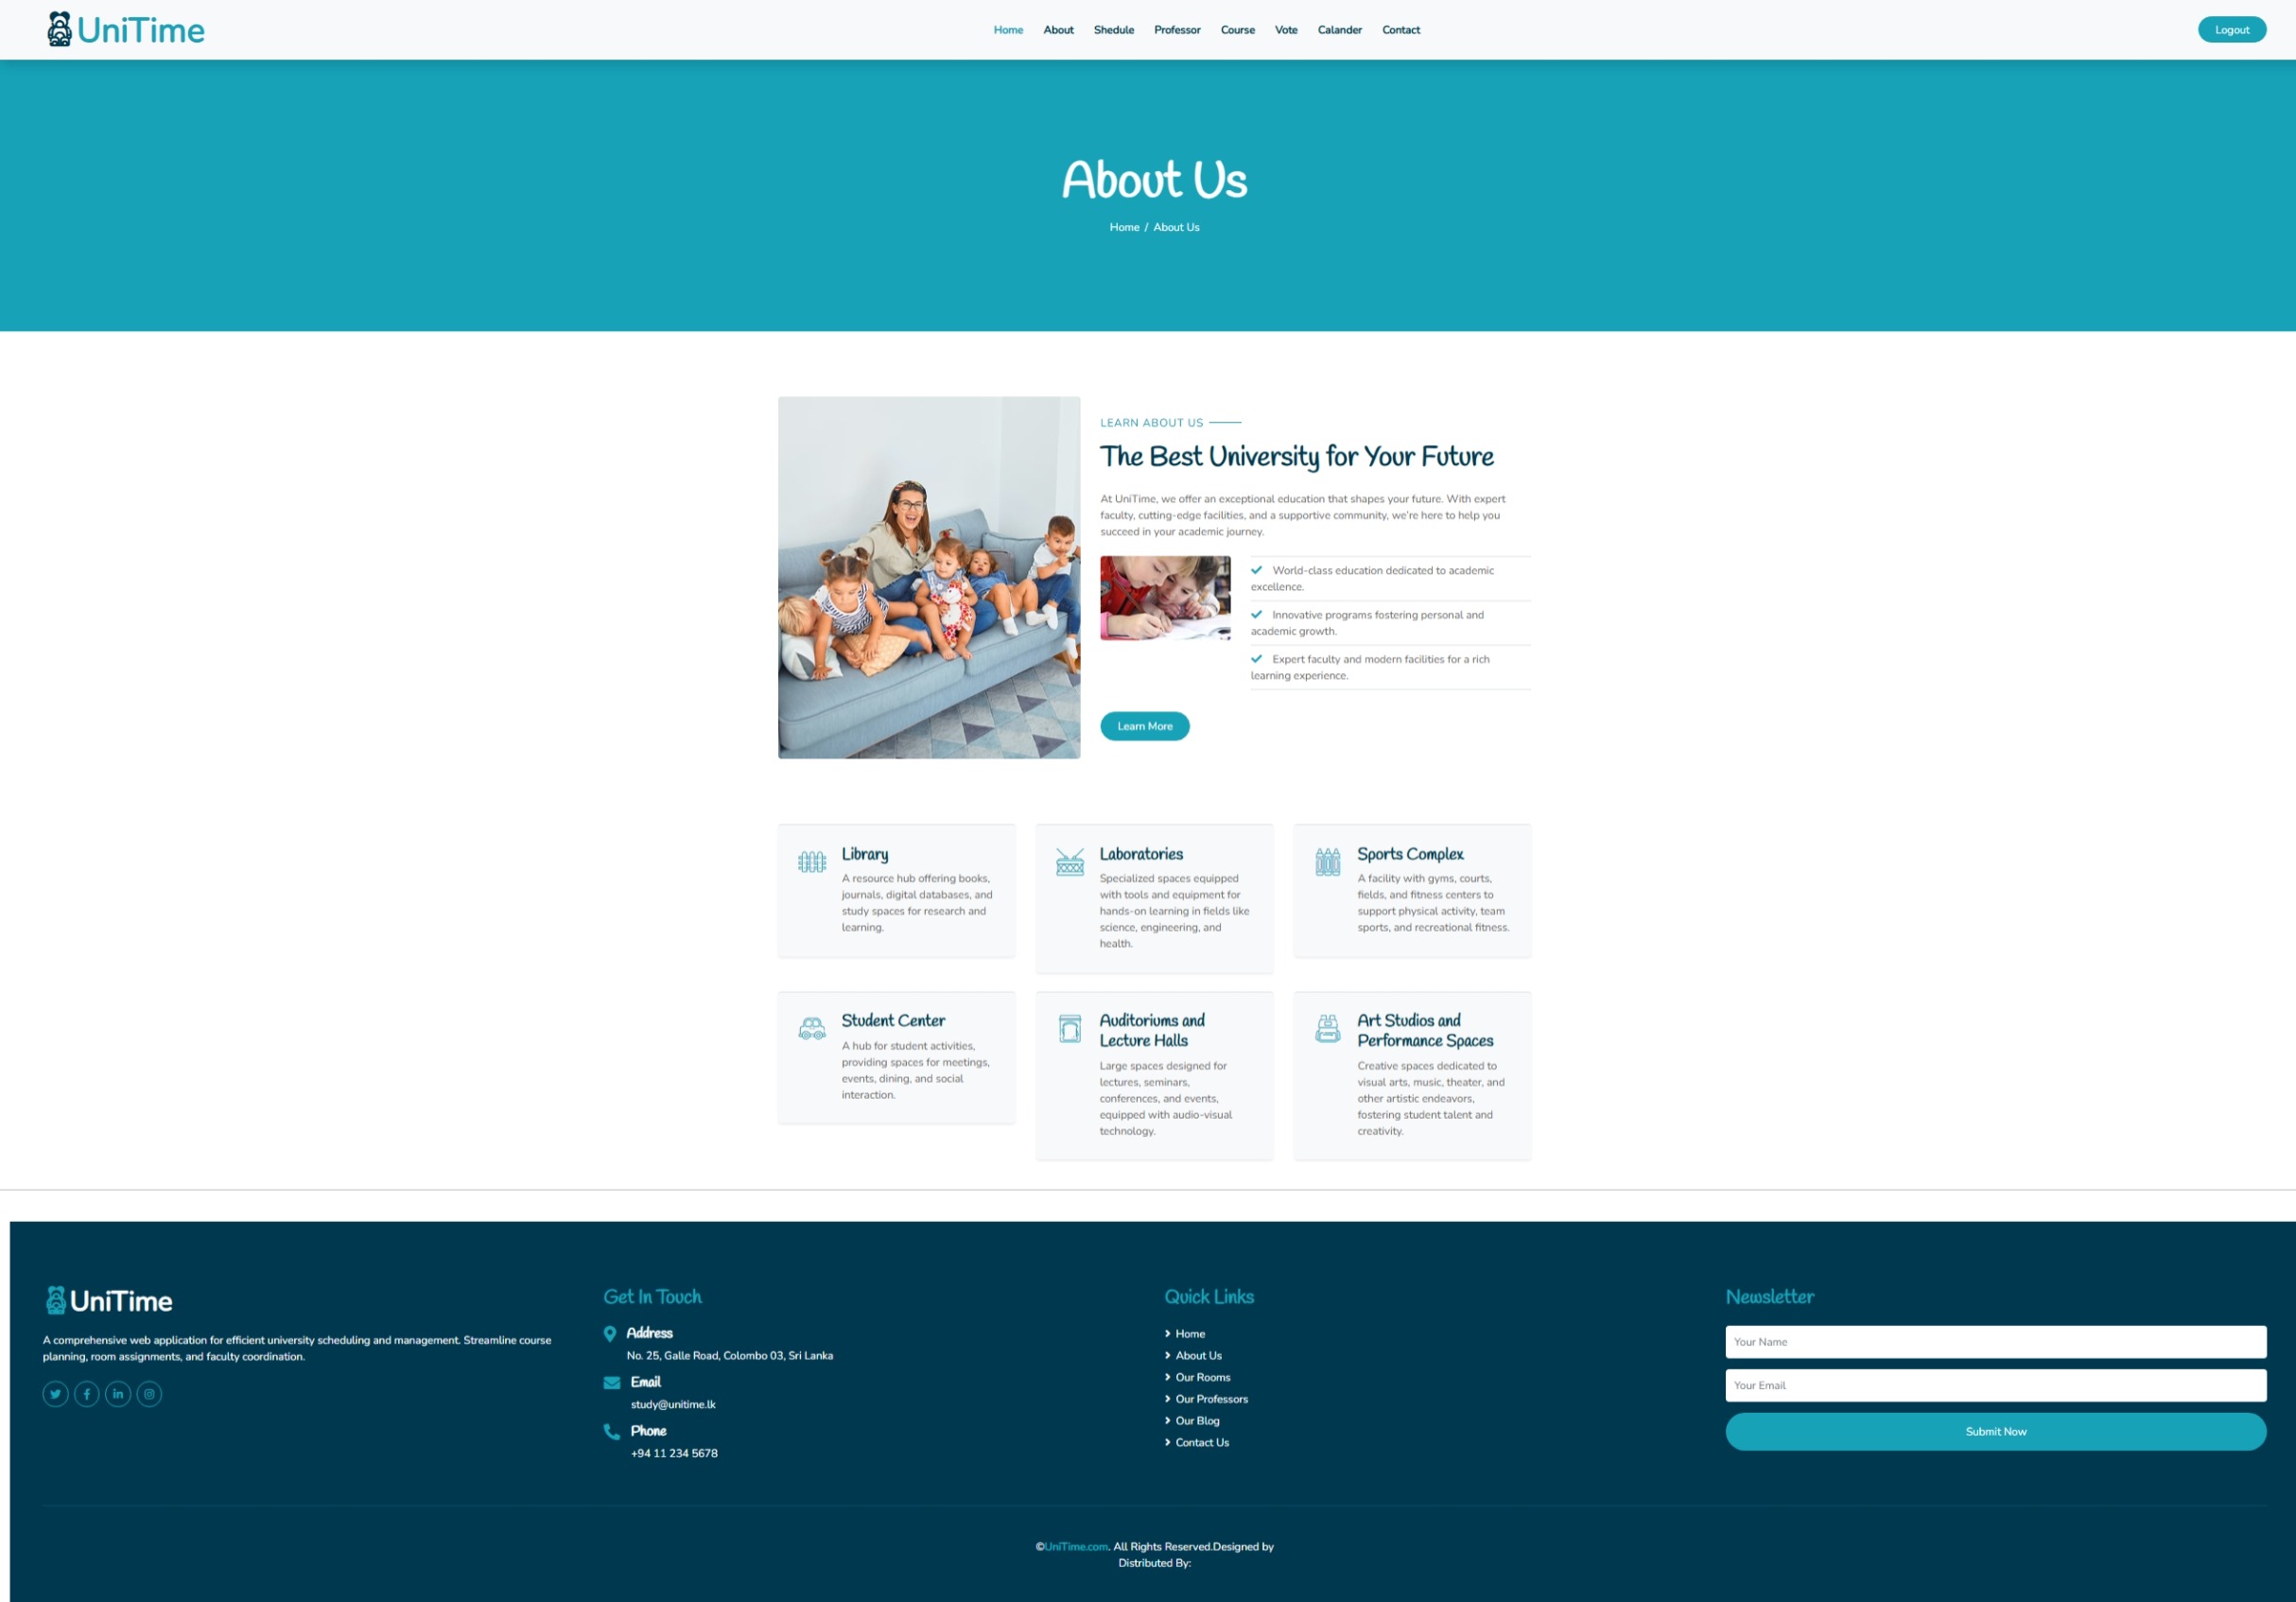 UniTime
Home About Shedule Professor Course Vote Calander Contact
Logout
About Us
Home / About Us
LEARN ABOUT US
The Best University for Your Future
At UniTime, we offer an exceptional education that shapes your future. With expert
faculty, cutting-edge facilities, and a supportive community, we're here to help you
succeed in your academic journey.
World-class education dedicated to academic
excellence.
Innovative programs fostering personal and
academic growth.
Expert faculty and modern facilities for a rich
learning experience.
Learn More
Library
A resource hub offering books,
journals, digital databases, and
study spaces for research and
learning.
Laboratories
Specialized spaces equipped
with tools and equipment for
hands-on learning in fields like
science, engineering, and
health.
Sports Complex
A facility with gyms, courts,
fields, and fitness centers to
support physical activity, team
sports, and recreational fitness.
Student Center
A hub for student activities,
providing spaces for meetings,
events, dining, and social
interaction.
Auditoriums and
Lecture Halls
Large spaces designed for
lectures, seminars,
conferences, and events,
equipped with audio-visual
technology.
Art Studios and
Performance Spaces
Creative spaces dedicated to
visual arts, music, theater, and
other artistic endeavors,
fostering student talent and
creativity.
UniTime
A comprehensive web application for efficient university scheduling and management. Streamline course
planning, room assignments, and faculty coordination.
Get In Touch
Address
No. 25, Galle Road, Colombo 03, Sri Lanka
Email
study@unitime.lk
Phone
+94 11 234 5678
Quick Links
Home
About Us
Our Rooms
Our Professors
Our Blog
Contact Us
Newsletter
Your Name
Your Email
Submit Now
©UniTime.com. All Rights Reserved.Designed by
Distributed By: